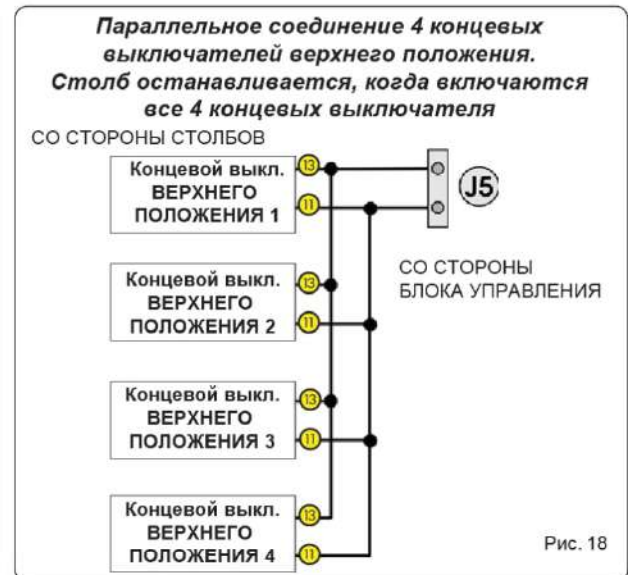 Параллельное соединение 4 концевых
выключателей верхнего положения.
Столб останавливается, когда включаются
все 4 концевых выключателя
СО СТОРОНЫ СТОЛБОВ
Концевой выкл.
ВЕРХНЕГО
ПОЛОЖЕНИЯ 1
13
11
J5
СО СТОРОНЫ
БЛОКА УПРАВЛЕНИЯ
Концевой выкл.
ВЕРХНЕГО
ПОЛОЖЕНИЯ 2
13
11
Концевой выкл.
ВЕРХНЕГО
ПОЛОЖЕНИЯ 3
13
11
Концевой выкл.
ВЕРХНЕГО
ПОЛОЖЕНИЯ 4
13
11
Рис. 18